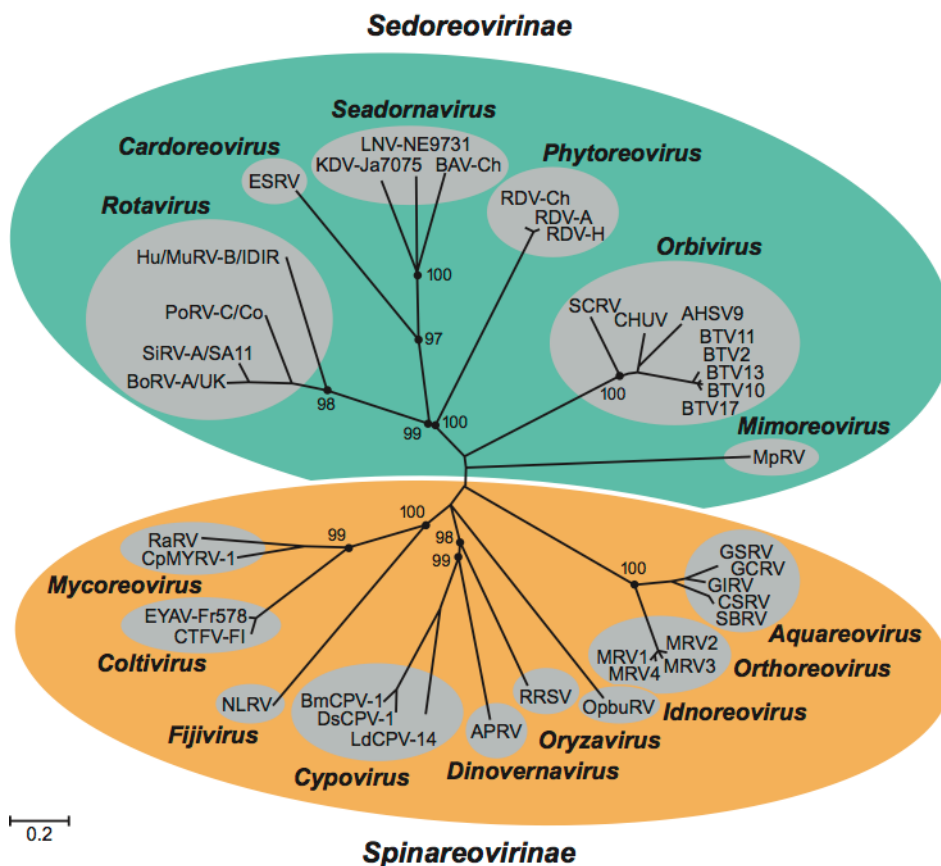 Sedoreovirinae
Seadornavirus
LNV-NE9731
KDV-Ja7075 BAV-Ch
Cardoreovirus
ESRV
Phytoreovirus
RDV-Ch
RDV-A
RDV-H
Rotavirus
Hu/MuRV-B/IDIR
PoRV-C/Co
SiRV-A/SA11
BoRV-A/UK
Orbivirus
SCRV
CHUV
AHSV9
BTV11
BTV2
BTV13
BTV10
BTV17
100
97
98
99
100
100
Mimoreovirus
MpRV
100
99
98
99
100
RaRV
CpMYRV-1
Mycoreovirus
EYAV-Fr578
CTFV-Fl
Coltivirus
NLRV
Fijivirus
BmCPV-1
DsCPV-1
LdCPV-14
Cypovirus
APRV
Dinovernavirus
RRSV
Oryzavirus
OpbuRV
Idnoreovirus
GSRV
GCRV
GIRV
CSRV
SBRV
Aquareovirus
MRV2
MRV1
MRV3
MRV4
Orthoreovirus
0.2
Spinareovirinae